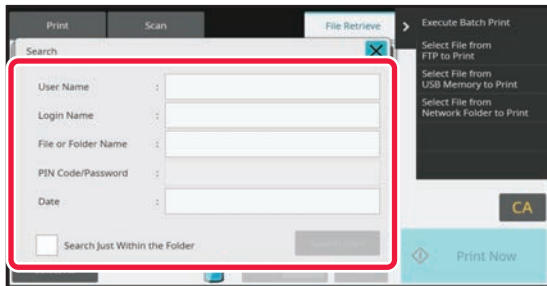 Print
Scan
File Retrieve
Execute Batch Print
Search
Select File from
FTP to Print
Select File from
USB Memory to Print
Select File from
Network Folder to Print
User Name :
Login Name :
File or Folder Name :
PIN Code/Password :
Date :
Search Just Within the Folder
CA
Print Now